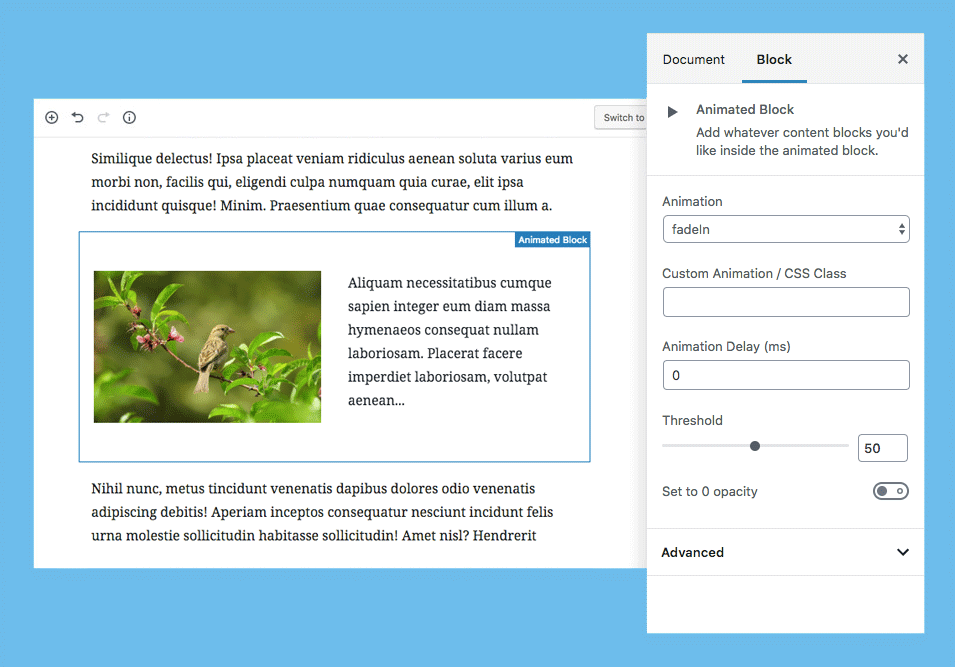 Document Block
Animated Block
Add whatever content blocks you'd
like inside the animated block.
Switch to
Similique delectus! Ipsa placeat veniam ridiculus aenean soluta varius eum
morbi non, facilis qui, eligendi culpa numquam quia curae, elit ipsa
incididunt quisque! Minim. Praesentium quae consequatur cum illum a.
Animated Block
Aliquam necessitatibus cumque
sapien integer eum diam massa
hymenaeos consequat nullam
laboriosam. Placerat facere
imperdiet laboriosam, volutpat
aenean...
Nihil nunc, metus tincidunt venenatis dapibus dolores odio venenatis
adipiscing debitis! Aperiam inceptos consequatur nesciunt incidunt felis
urna molestie sollicitudin habitasse sollicitudin! Amet nisl? Hendrerit
Animation
fadeIn
Custom Animation / CSS Class
Animation Delay (ms)
0
Threshold
50
Set to 0 opacity
Advanced